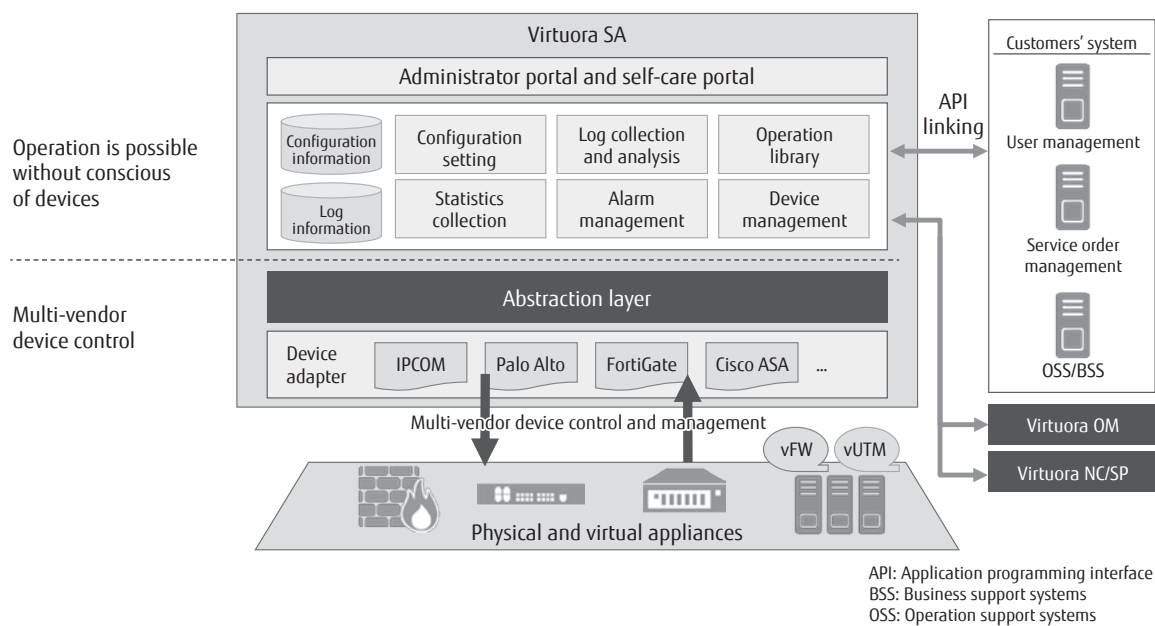 Virtuora SA
Administrator portal and self-care portal
Operation is possible
without conscious
of devices
Configuration
information
Configuration
setting
Log collection
and analysis
Operation
library
Log
information
Statistics
collection
Alarm
management
Device
management
API
linking
Customers' system
User management
Service order
management
OSS/BSS
Multi-vendor
device control
Abstraction layer
Device
adapter
IPCOM
Palo Alto
FortiGate
Cisco ASA
...
Multi-vendor device control and management
Virtuora OM
Virtuora NC/SP
vFW
vUTM
Physical and virtual appliances
API: Application programming interface
BSS: Business support systems
OSS: Operation support systems